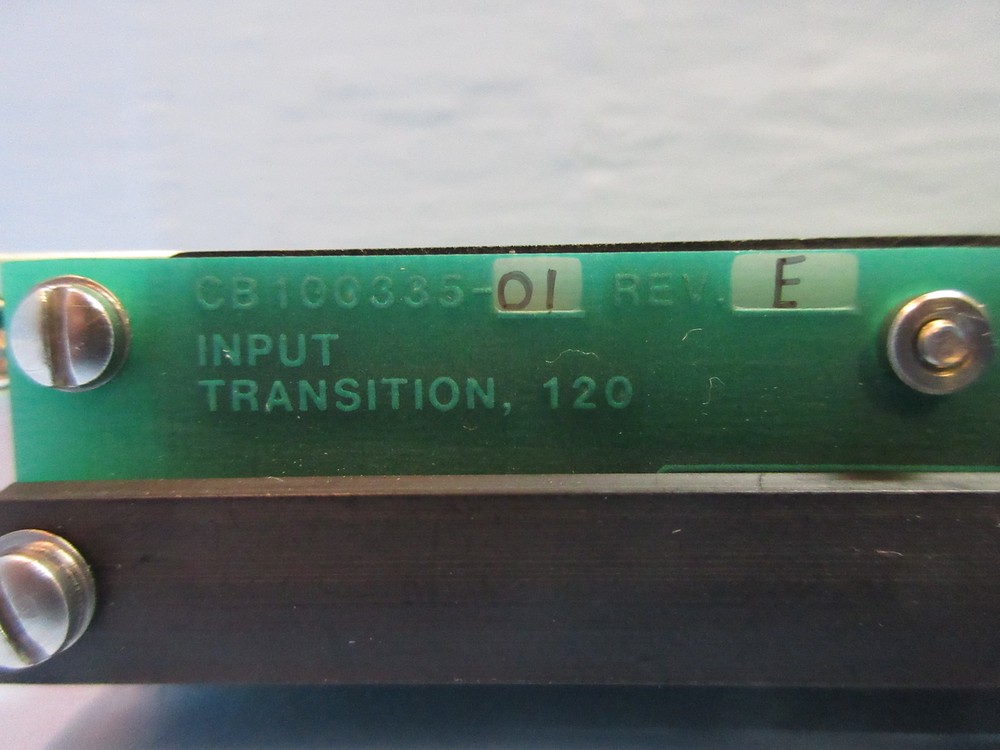 CB100335-01 REV. E
INPUT
TRANSITION, 120